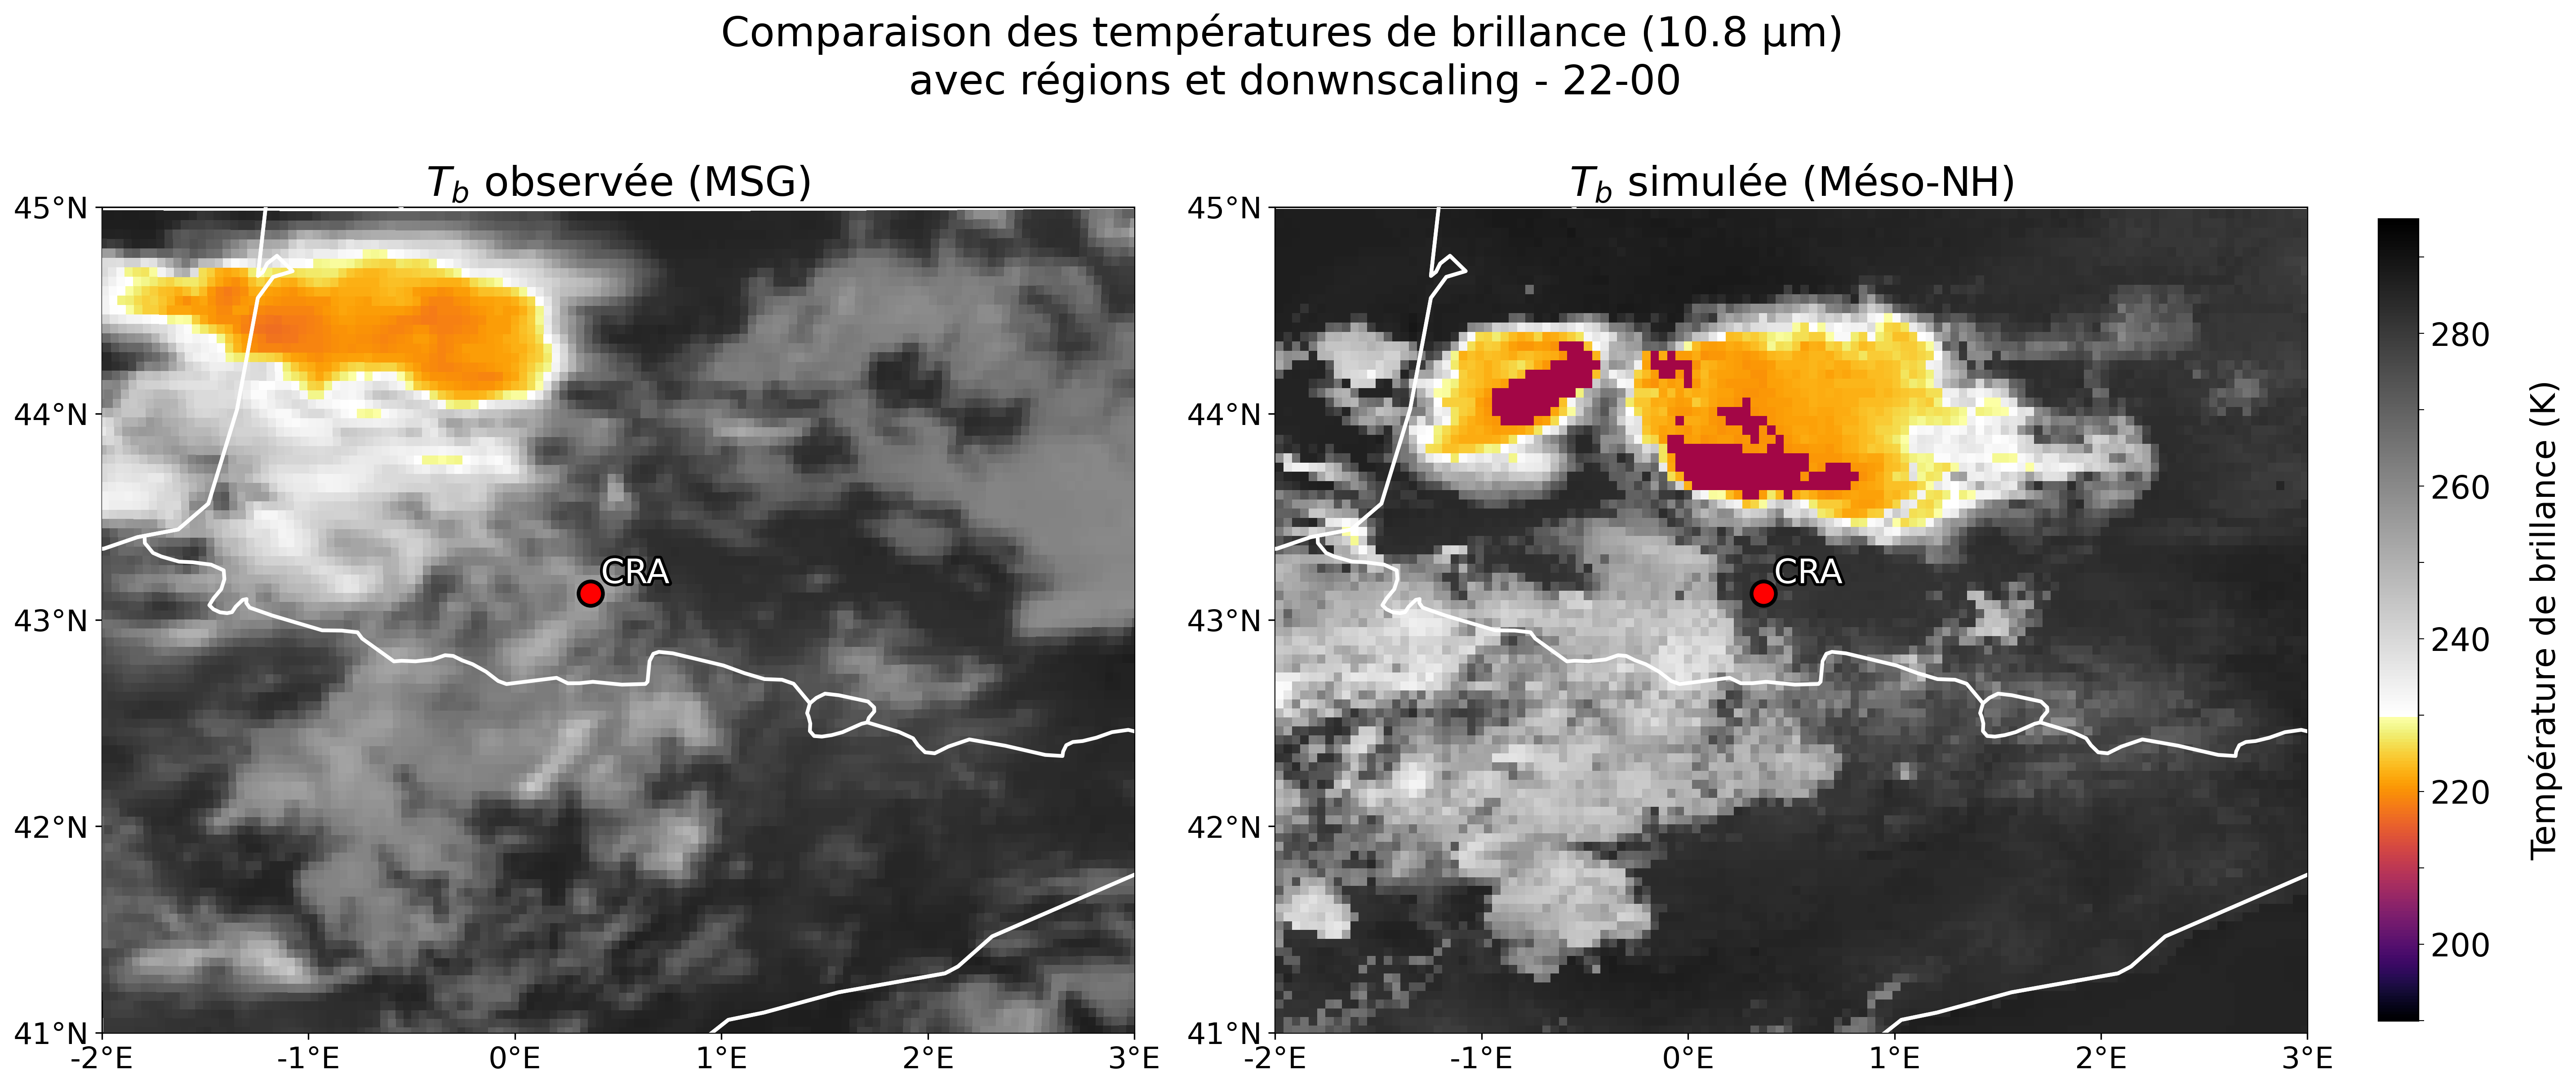 Comparaison des températures de brillance (10.8 µm)
avec régions et donwnscaling - 22-00
T_b observée (MSG)
T_b simulée (Méso-NH)
45°N
44°N
43°N
42°N
41°N
-2°E
-1°E
0°E
1°E
2°E
3°E
CRA
45°N
44°N
43°N
42°N
41°N
-2°E
-1°E
0°E
1°E
2°E
3°E
CRA
280
260
240
220
200
Température de brillance (K)